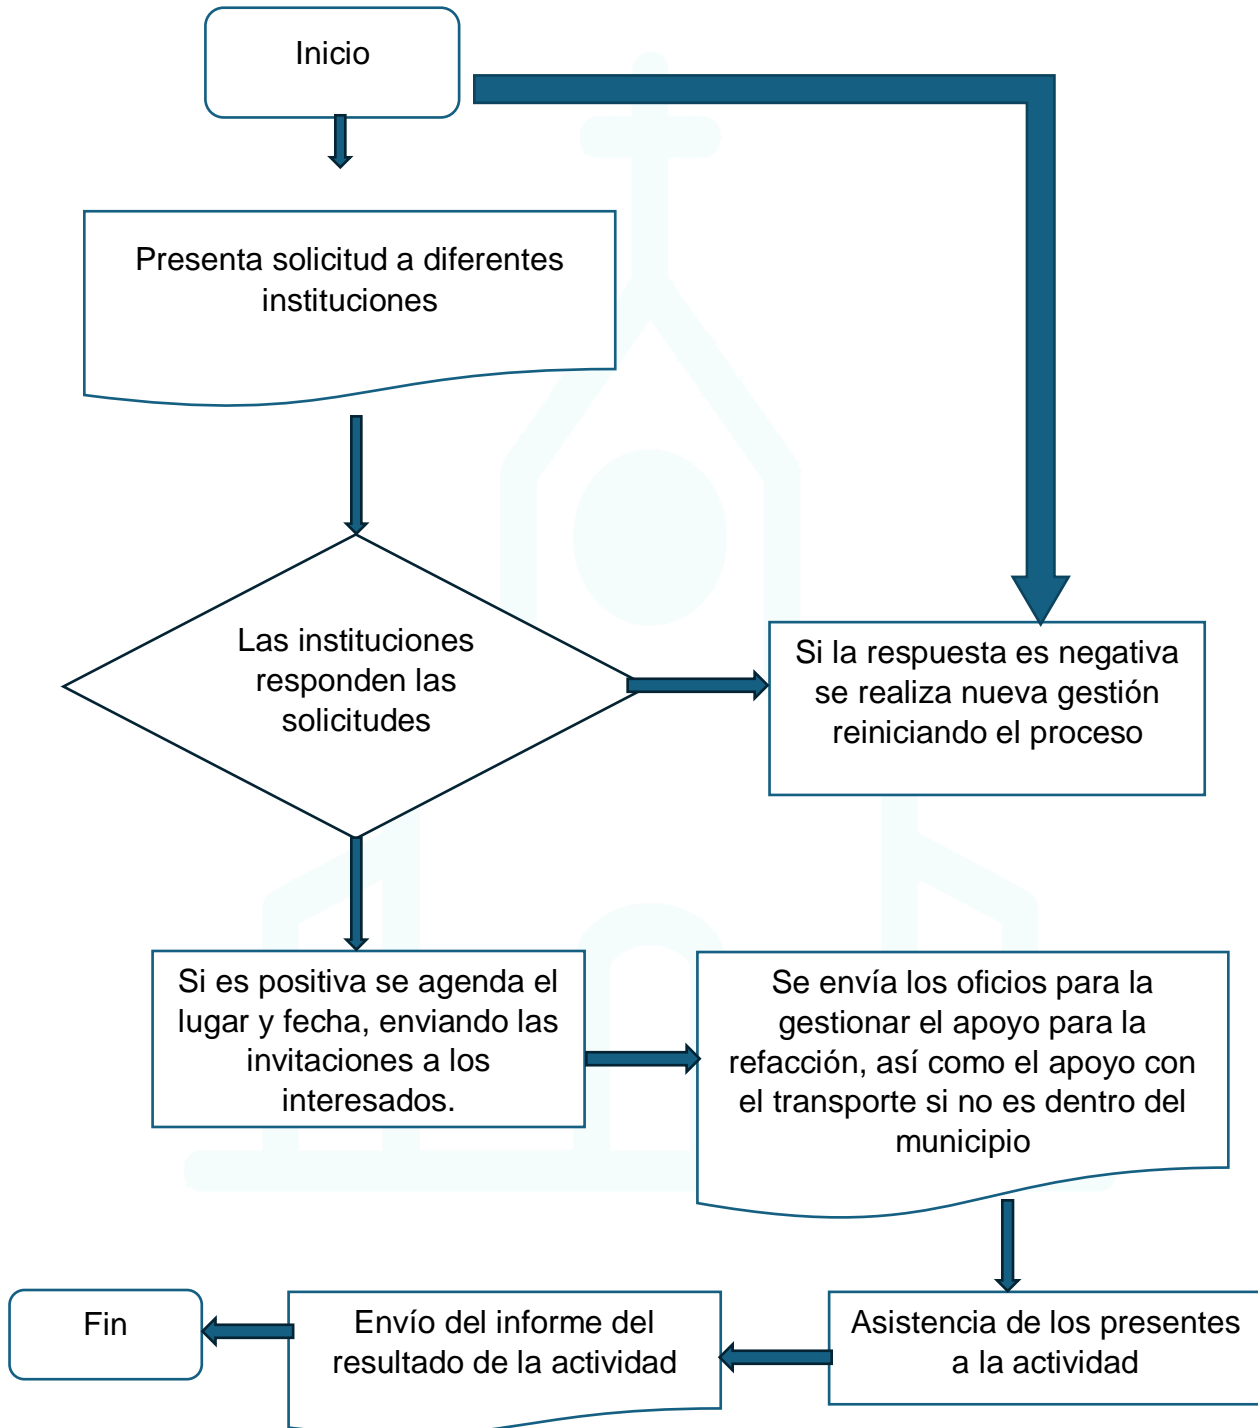 Inicio
Presenta solicitud a diferentes
instituciones
Las instituciones
responden las
solicitudes
Si la respuesta es negativa
se realiza nueva gestión
reiniciando el proceso
Si es positiva se agenda el
lugar y fecha, enviando las
invitaciones a los
interesados.
Se envía los oficios para la
gestionar el apoyo para la
refacción, así como el apoyo con
el transporte si no es dentro del
municipio
Asistencia de los presentes
a la actividad
Envío del informe del
resultado de la actividad
Fin